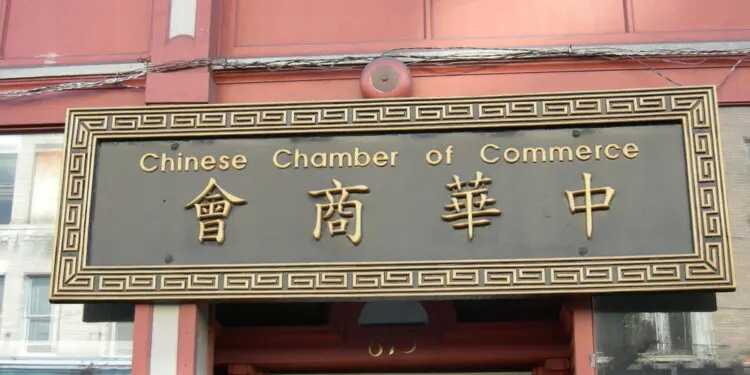 Chinese Chamber of Commerce
中華商會